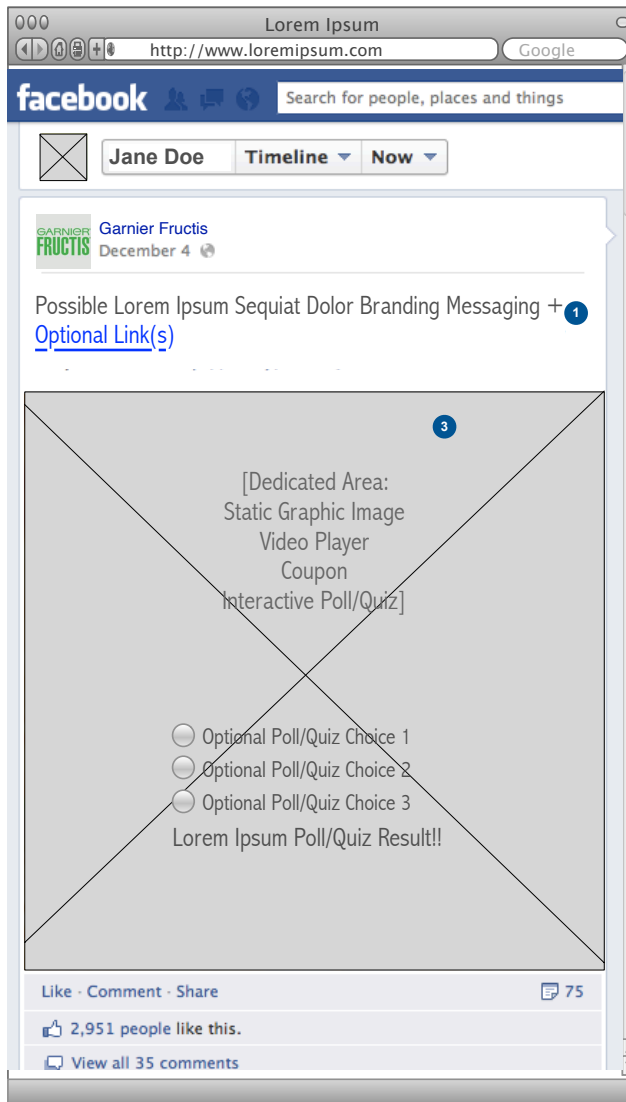 Lorem Ipsum
http://www.loremipsum.com
Google
facebook
Search for people, places and things
Jane Doe
Timeline
Now
GARNIER
FRUCTIS
Garnier Fructis
December 4
Possible Lorem Ipsum Sequiat Dolor Branding Messaging +
1
Optional Link(s)
3
[Dedicated Area:
Static Graphic Image
Video Player
Coupon
Interactive Poll/Quiz]
Optional Poll/Quiz Choice 1
Optional Poll/Quiz Choice 2
Optional Poll/Quiz Choice 3
Lorem Ipsum Poll/Quiz Result!!
Like · Comment · Share
75
2,951 people like this.
View all 35 comments